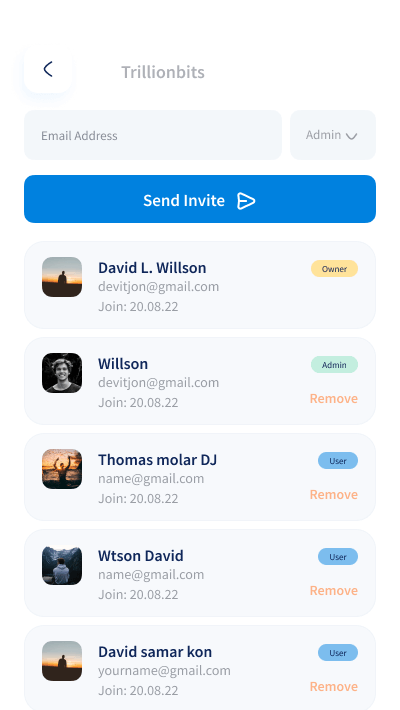 Trillionbits
Email Address
Admin
Send Invite
David L. Willson
Owner
devitjon@gmail.com
Join: 20.08.22
Willson
Admin
devitjon@gmail.com
Join: 20.08.22
Remove
Thomas molar DJ
User
name@gmail.com
Join: 20.08.22
Remove
Wtson David
User
name@gmail.com
Join: 20.08.22
Remove
David samar kon
User
yourname@gmail.com
Join: 20.08.22
Remove